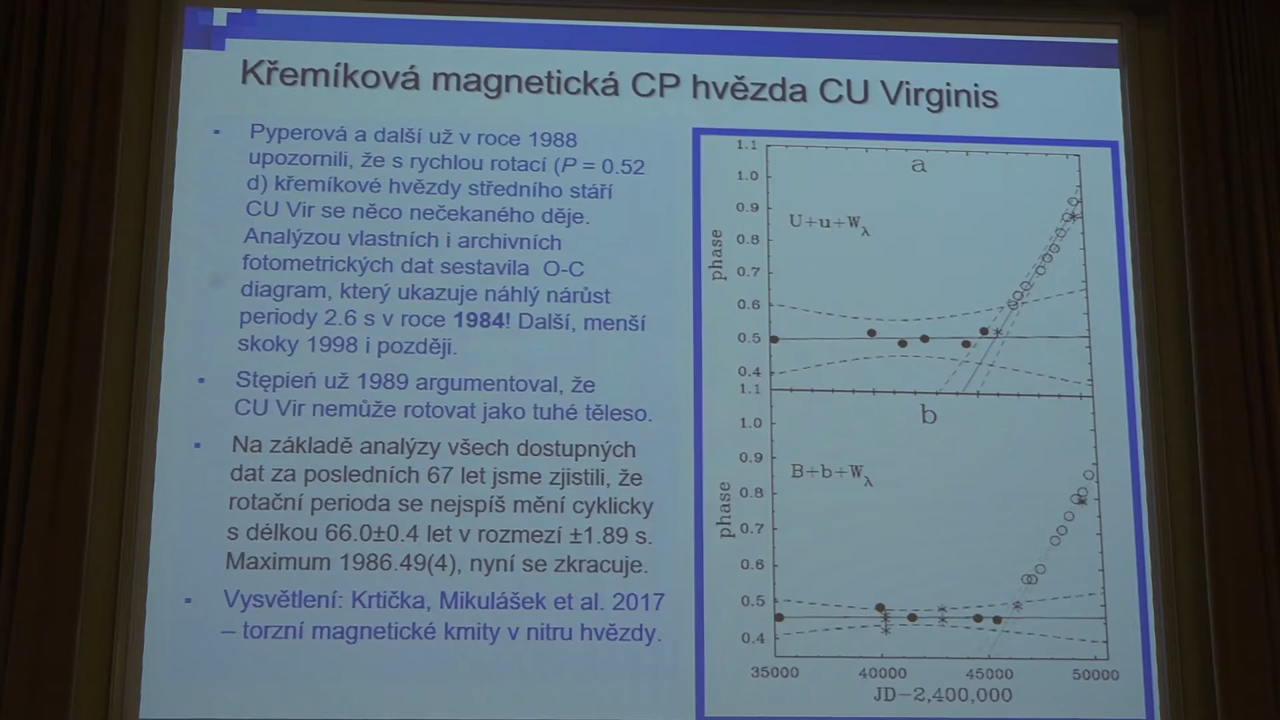 Křemíková magnetická CP hvězda CU Virginis
▪ Pyperová a další už v roce 1988
upozornili, že s rychlou rotací (P = 0.52
d) křemíkové hvězdy středního stáří
CU Vir se něco nečekaného děje.
Analýzou vlastních i archivních
fotometrických dat sestavila O-C
diagram, který ukazuje náhlý nárůst
periody 2.6 s v roce 1984! Další, menší
skoky 1998 i později.
▪ Stępień už 1989 argumentoval, že
CU Vir nemůže rotovat jako tuhé těleso.
▪ Na základě analýzy všech dostupných
dat za posledních 67 let jsme zjistili, že
rotační perioda se nejspíš mění cyklicky
s délkou 66.0±0.4 let v rozmezí ±1.89 s.
Maximum 1986.49(4), nyní se zkracuje.
▪ Vysvětlení: Krtička, Mikulášek et al. 2017
– torzní magnetické kmity v nitru hvězdy.
a
U+u+Wλ
phase
1.1
1.0
0.9
0.8
0.7
0.6
0.5
0.4
b
B+b+Wλ
phase
1.1
1.0
0.9
0.8
0.7
0.6
0.5
0.4
35000 40000 45000 50000
JD−2,400,000